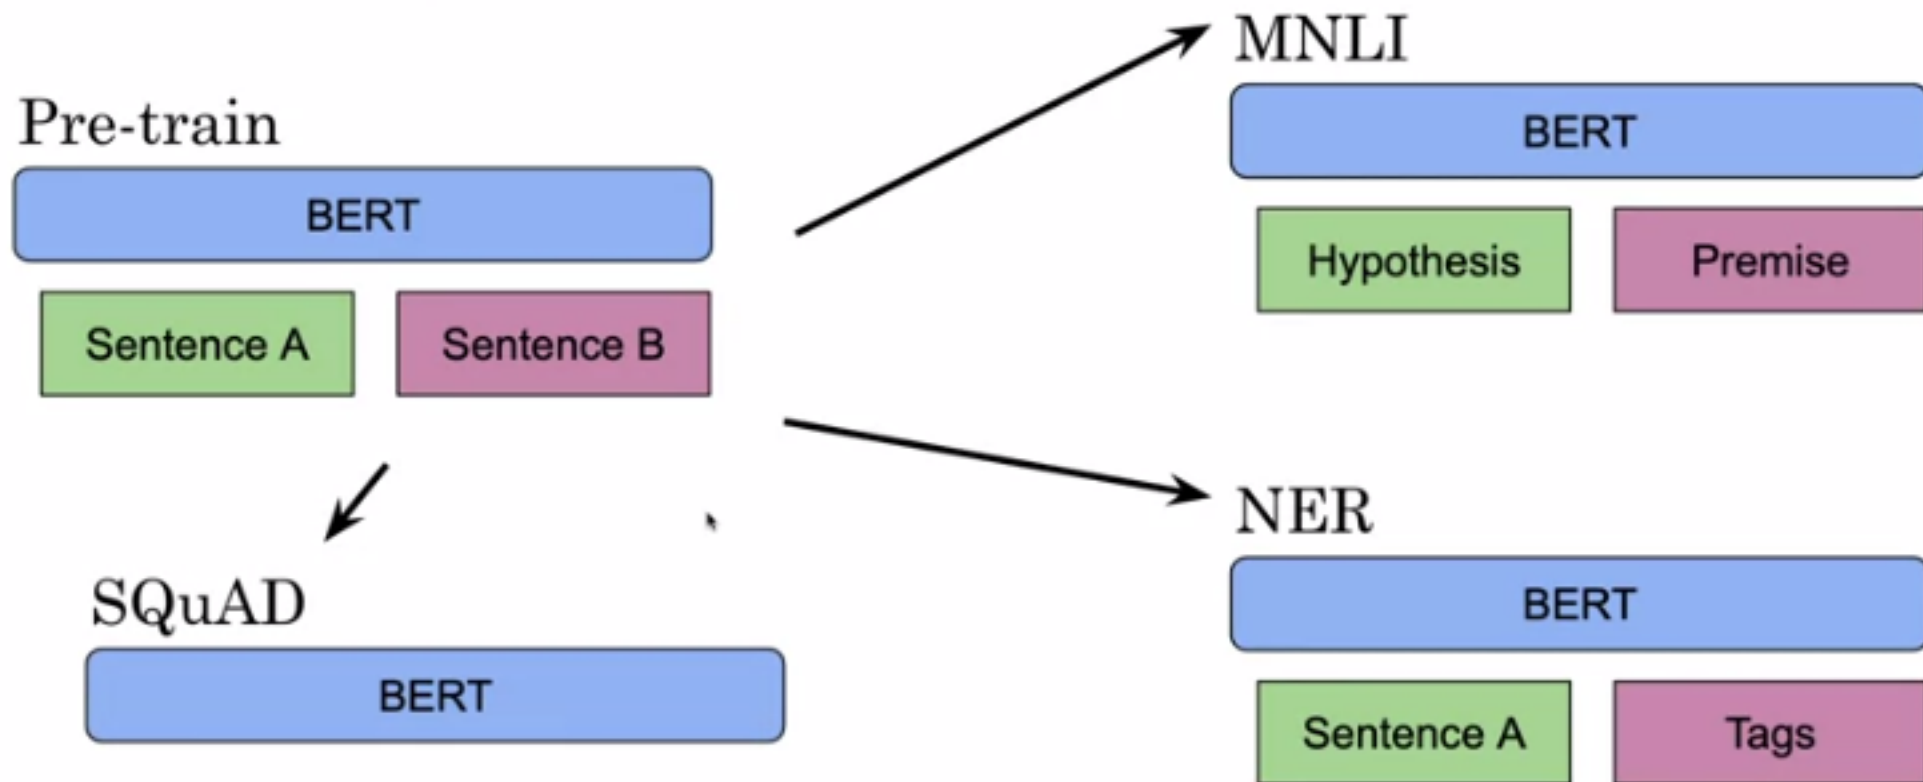 Pre-train
BERT
Sentence A Sentence B
MNLI
BERT
Hypothesis Premise
SQuAD
BERT
NER
BERT
Sentence A Tags